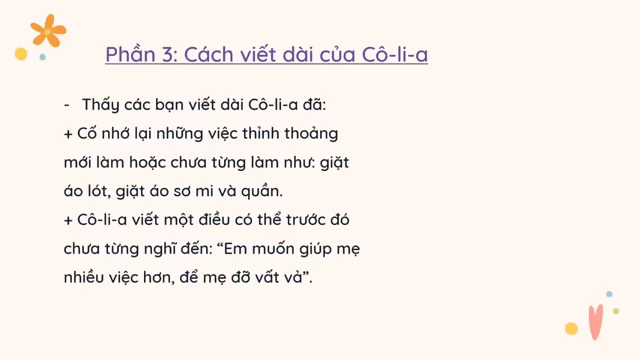 Phần 3: Cách viết dài của Cô-li-a
- Thấy các bạn viết dài Cô-li-a đã:
+ Cố nhớ lại những việc thỉnh thoảng
mới làm hoặc chưa từng làm như: giặt
áo lót, giặt áo sơ mi và quần.
+ Cô-li-a viết một điều có thể trước đó
chưa từng nghĩ đến: “Em muốn giúp mẹ
nhiều việc hơn, để mẹ đỡ vất vả”.